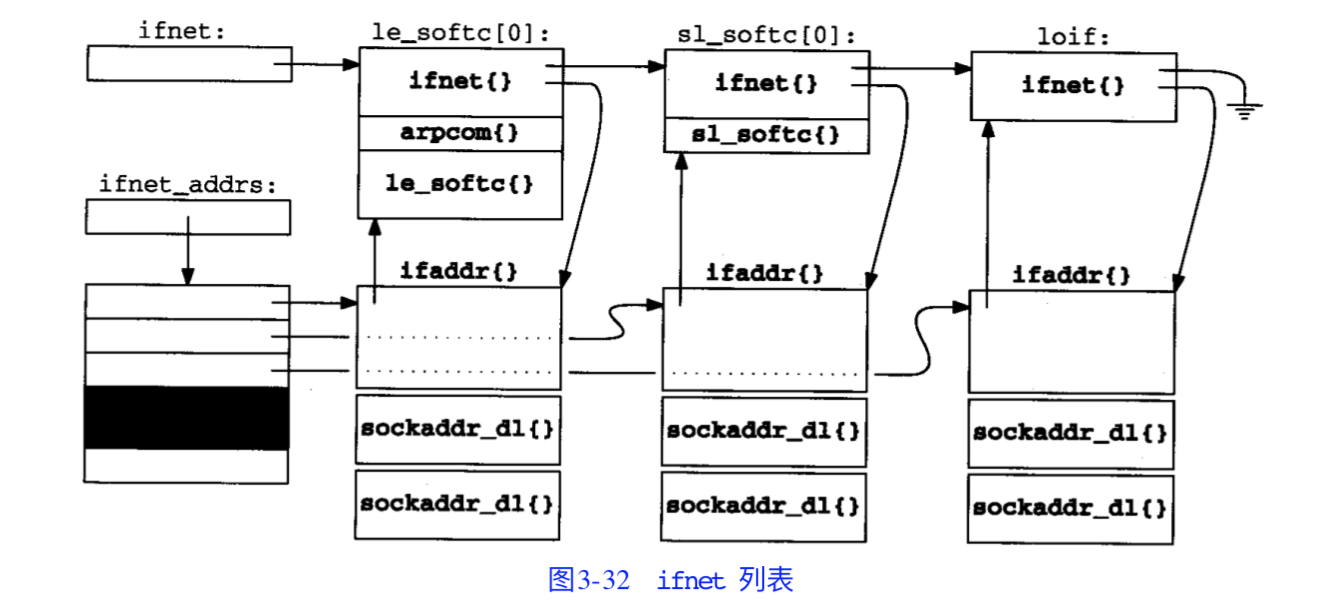 ifnet: le_softc[0]: sl_softc[0]: loif:
ifnet{} ifnet{} ifnet{}
arpcom{} sl_softc{}
le_softc{}
ifnet_addrs:
ifaddr{} ifaddr{} ifaddr{}
sockaddr_dl{} sockaddr_dl{} sockaddr_dl{}
sockaddr_dl{} sockaddr_dl{} sockaddr_dl{}
图3-32 ifnet 列表